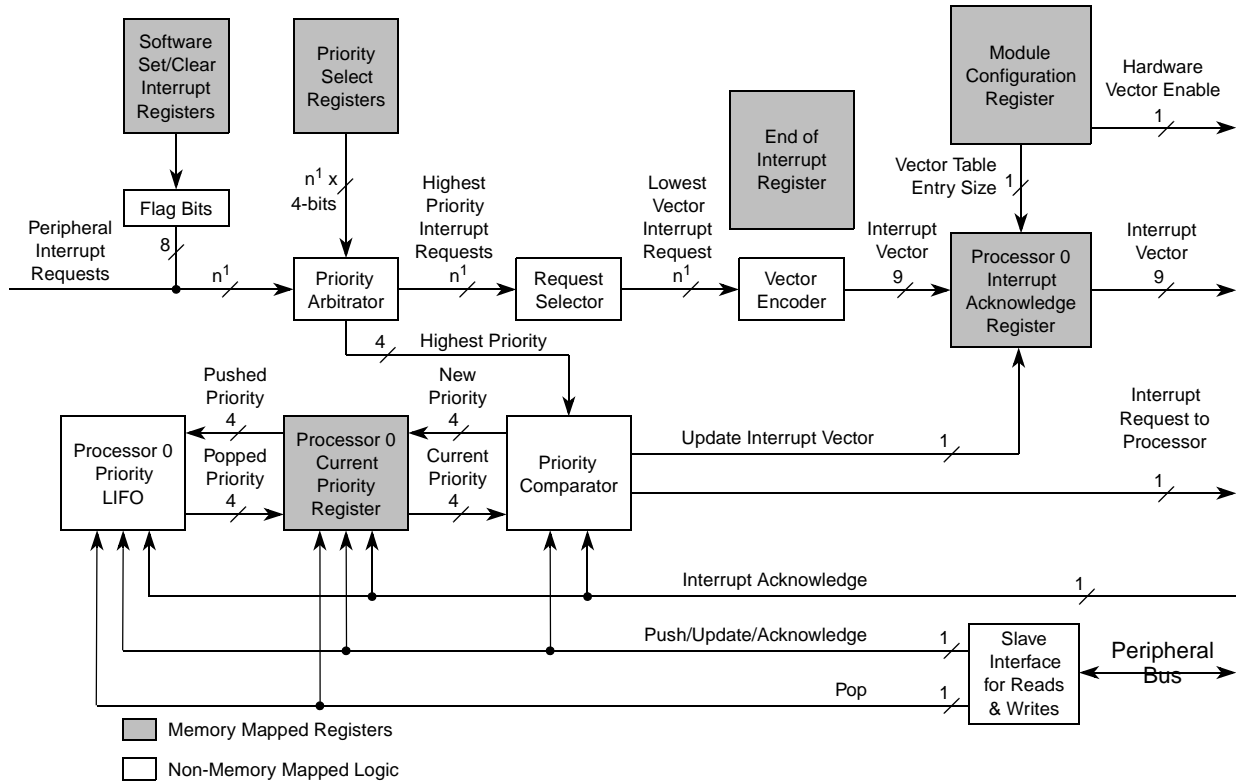 Software
Set/Clear
Interrupt
Registers
Priority
Select
Registers
Module
Configuration
Register
Hardware
Vector Enable
1
End of
Interrupt
Register
Flag Bits
n1 x
4-bits
Highest
Priority
Interrupt
Requests
Lowest
Vector
Interrupt
Request
Vector Table
Entry Size
1
Peripheral
Interrupt
Requests
8
n1
Priority
Arbitrator
n1
Request
Selector
n1
Vector
Encoder
Interrupt
Vector
9
Processor 0
Interrupt
Acknowledge
Register
Interrupt
Vector
9
4
Highest Priority
Pushed
Priority
4
New
Priority
4
Interrupt
Request to
Processor
1
Processor 0
Priority
LIFO
Popped
Priority
4
Processor 0
Current
Priority
Register
Current
Priority
4
Priority
Comparator
Update Interrupt Vector
1
Interrupt Acknowledge
1
Push/Update/Acknowledge
1
Pop
1
Slave
Interface
for Reads
& Writes
Peripheral
Bus
Memory Mapped Registers
Non-Memory Mapped Logic